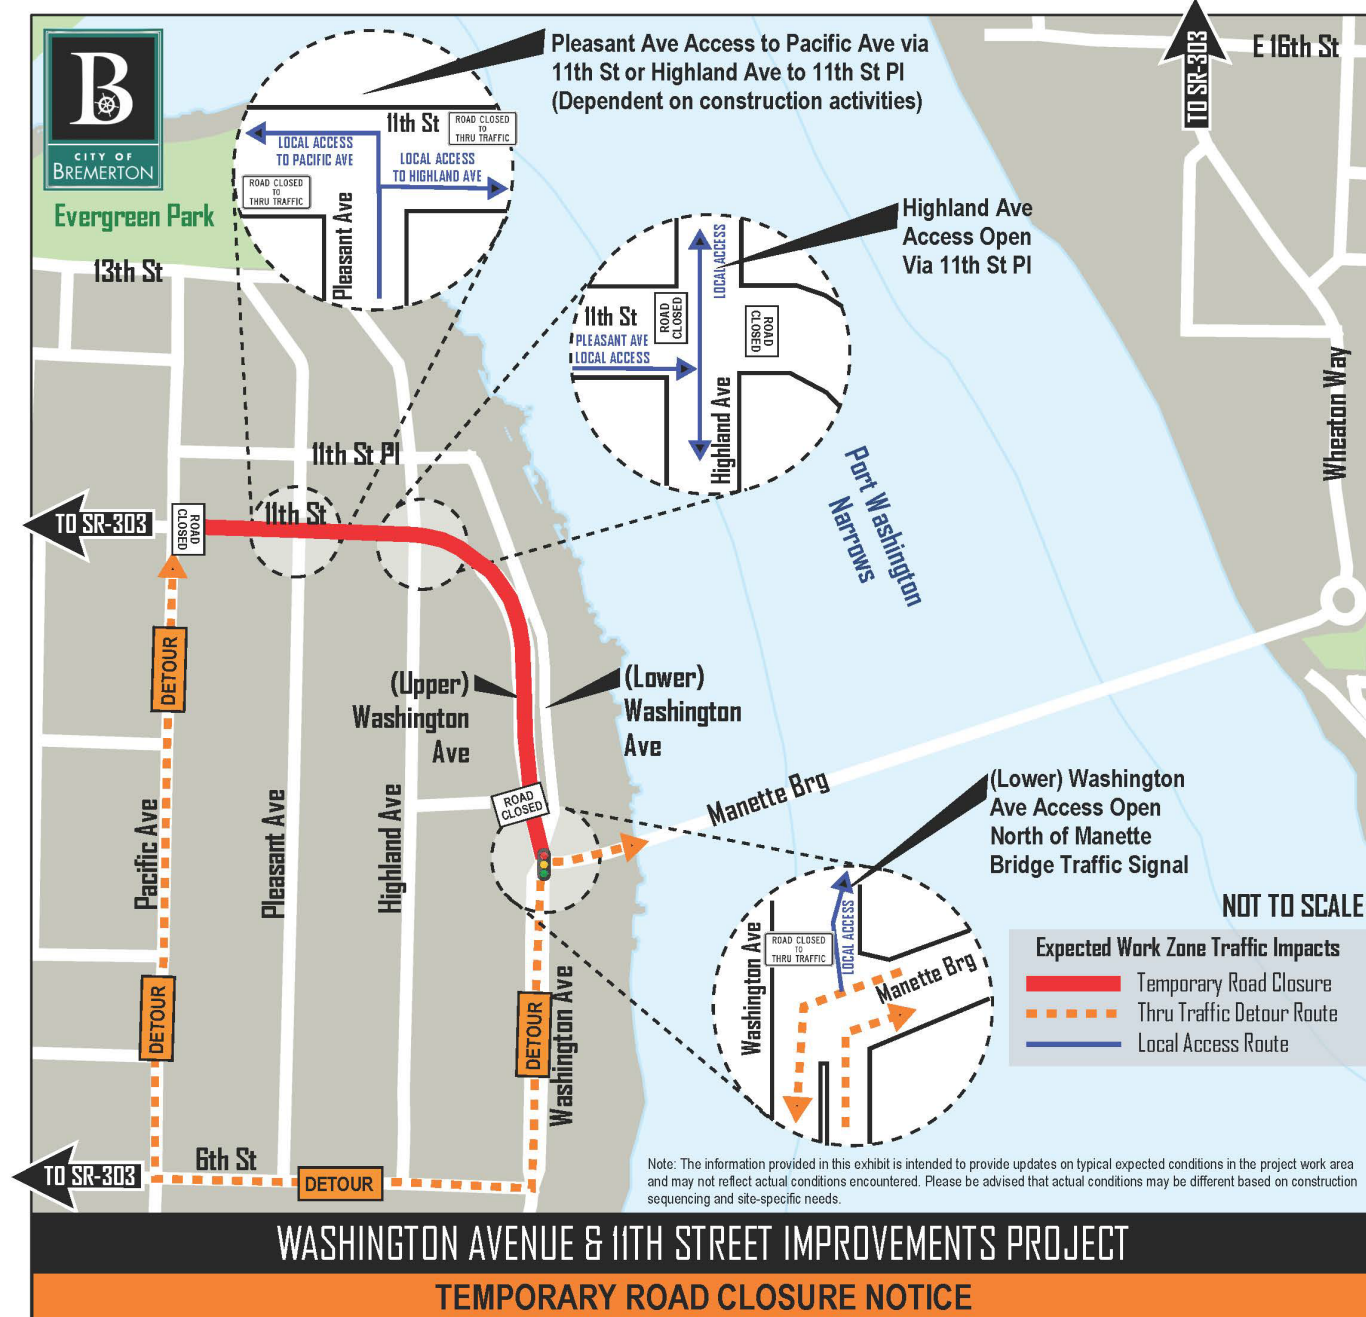 B
CITY OF
BREMERTON
Evergreen Park
13th St
Pleasant Ave Access to Pacific Ave via
11th St or Highland Ave to 11th St Pl
(Dependent on construction activities)
11th St
ROAD CLOSED
TO
THRU TRAFFIC
LOCAL ACCESS
TO PACIFIC AVE
LOCAL ACCESS
TO HIGHLAND AVE
ROAD CLOSED
TO
THRU TRAFFIC
Pleasant Ave
TO SR-303
E 16th St
Highland Ave
Access Open
Via 11th St Pl
LOCAL ACCESS
11th St
ROAD
CLOSED
ROAD
CLOSED
PLEASANT AVE
LOCAL ACCESS
Highland Ave
Wheaton Way
Port Washington
Narrows
11th St Pl
11th St
TO SR-303
ROAD
CLOSED
DETOUR
(Upper)
Washington
Ave
(Lower)
Washington
Ave
ROAD
CLOSED
Manette Brg
Pacific Ave
Pleasant Ave
Highland Ave
(Lower) Washington
Ave Access Open
North of Manette
Bridge Traffic Signal
Washington Ave
ROAD CLOSED
TO
THRU TRAFFIC
LOCAL ACCESS
Manette Brg
DETOUR
DETOUR
Washington Ave
NOT TO SCALE
Expected Work Zone Traffic Impacts
Temporary Road Closure
Thru Traffic Detour Route
Local Access Route
6th St
TO SR-303
DETOUR
Note: The information provided in this exhibit is intended to provide updates on typical expected conditions in the project work area
and may not reflect actual conditions encountered. Please be advised that actual conditions may be different based on construction
sequencing and site-specific needs.
WASHINGTON AVENUE & 11TH STREET IMPROVEMENTS PROJECT
TEMPORARY ROAD CLOSURE NOTICE